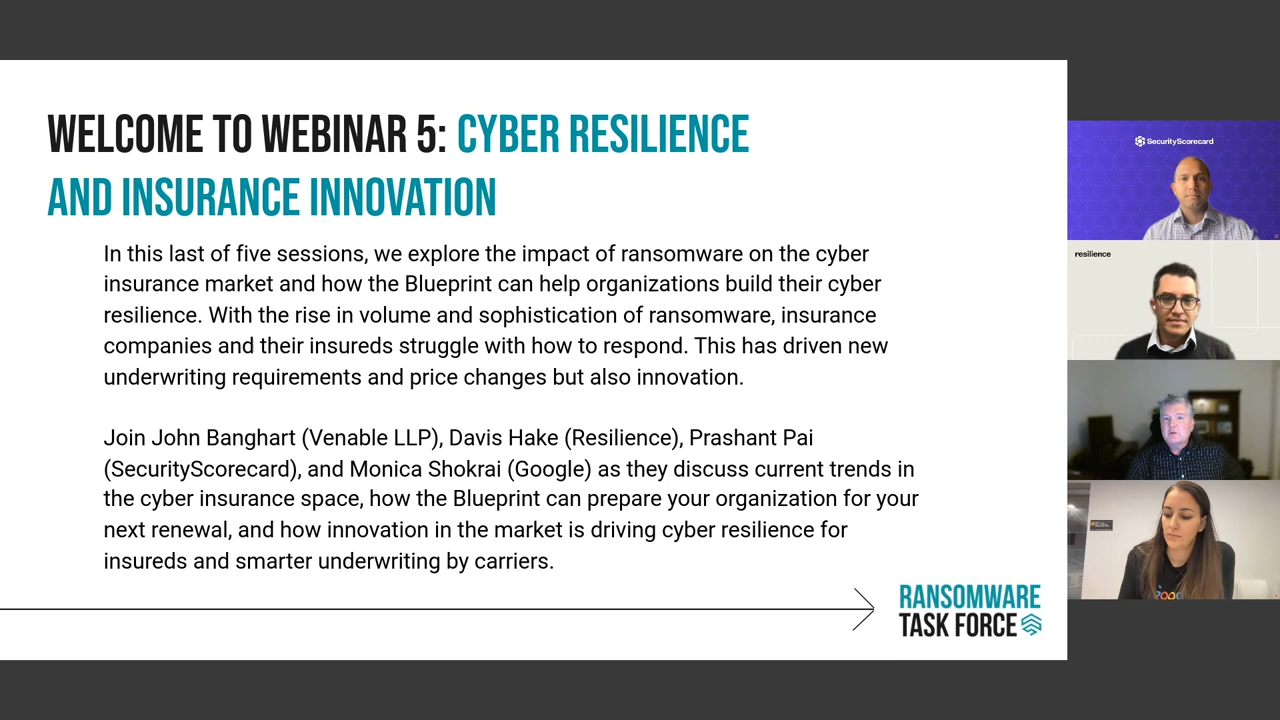 WELCOME TO WEBINAR 5: CYBER RESILIENCE
AND INSURANCE INNOVATION
In this last of five sessions, we explore the impact of ransomware on the cyber
insurance market and how the Blueprint can help organizations build their cyber
resilience. With the rise in volume and sophistication of ransomware, insurance
companies and their insureds struggle with how to respond. This has driven new
underwriting requirements and price changes but also innovation.
Join John Banghart (Venable LLP), Davis Hake (Resilience), Prashant Pai
(SecurityScorecard), and Monica Shokrai (Google) as they discuss current trends in
the cyber insurance space, how the Blueprint can prepare your organization for your
next renewal, and how innovation in the market is driving cyber resilience for
insureds and smarter underwriting by carriers.
RANSOMWARE
TASK FORCE
SecurityScorecard
resilience